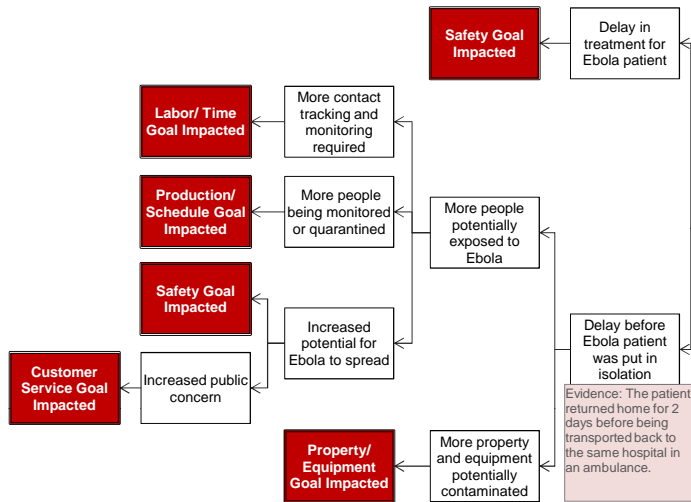 Safety Goal
Impacted
Delay in
treatment for
Ebola patient
Labor/ Time
Goal Impacted
More contact
tracking and
monitoring
required
Production/
Schedule Goal
Impacted
More people
being monitored
or quarantined
More people
potentially
exposed to
Ebola
Safety Goal
Impacted
Increased
potential for
Ebola to spread
Delay before
Ebola patient
was put in
isolation
Customer
Service Goal
Impacted
Increased public
concern
Evidence: The patient
returned home for 2
days before being
transported back to
the same hospital in
an ambulance.
Property/
Equipment Goal
Impacted
More property
and equipment
potentially
contaminated